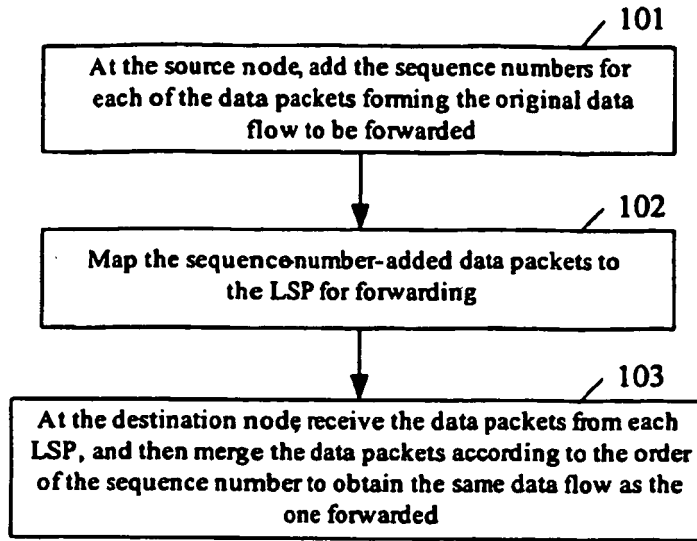 101
At the source node, add the sequence numbers for
each of the data packets forming the original data
flow to be forwarded
102
Map the sequence-number-added data packets to
the LSP for forwarding
103
At the destination node, receive the data packets from each
LSP, and then merge the data packets according to the order
of the sequence number to obtain the same data flow as the
one forwarded